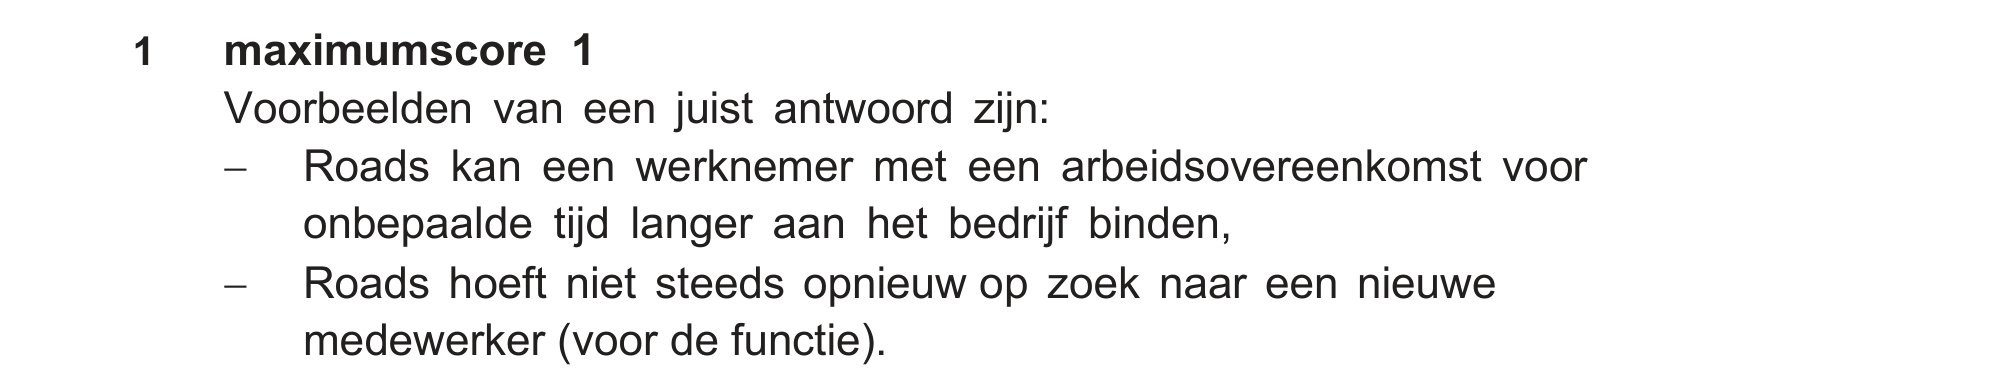 1 maximumscore 1
Voorbeelden van een juist antwoord zijn:
– Roads kan een werknemer met een arbeidsovereenkomst voor
onbepaalde tijd langer aan het bedrijf binden,
– Roads hoeft niet steeds opnieuw op zoek naar een nieuwe
medewerker (voor de functie).